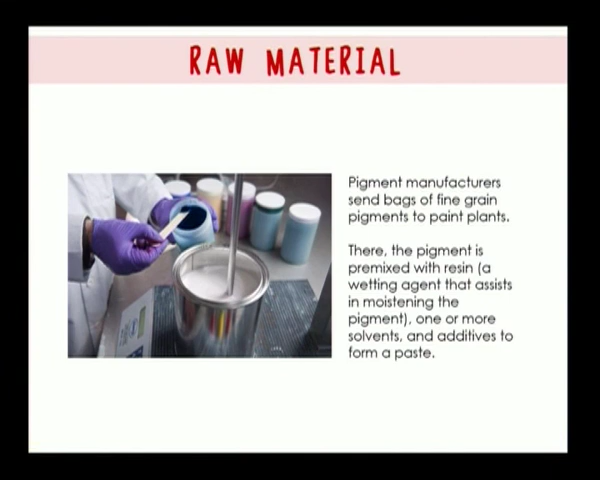 RAW MATERIAL
Pigment manufacturers
send bags of fine grain
pigments to paint plants.
There, the pigment is
premixed with resin (a
wetting agent that assists
in moistening the
pigment), one or more
solvents, and additives to
form a paste.